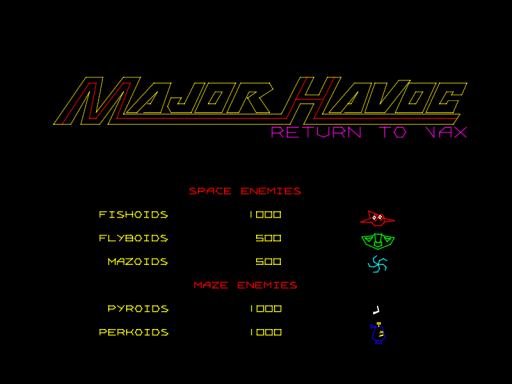 MAJOR HAVOC
RETURN TO VAX
SPACE ENEMIES
FISHOIDS 1000
FLYBOIDS 500
MAZOIDS 500
MAZE ENEMIES
PYROIDS 1000
PERKOIDS 1000